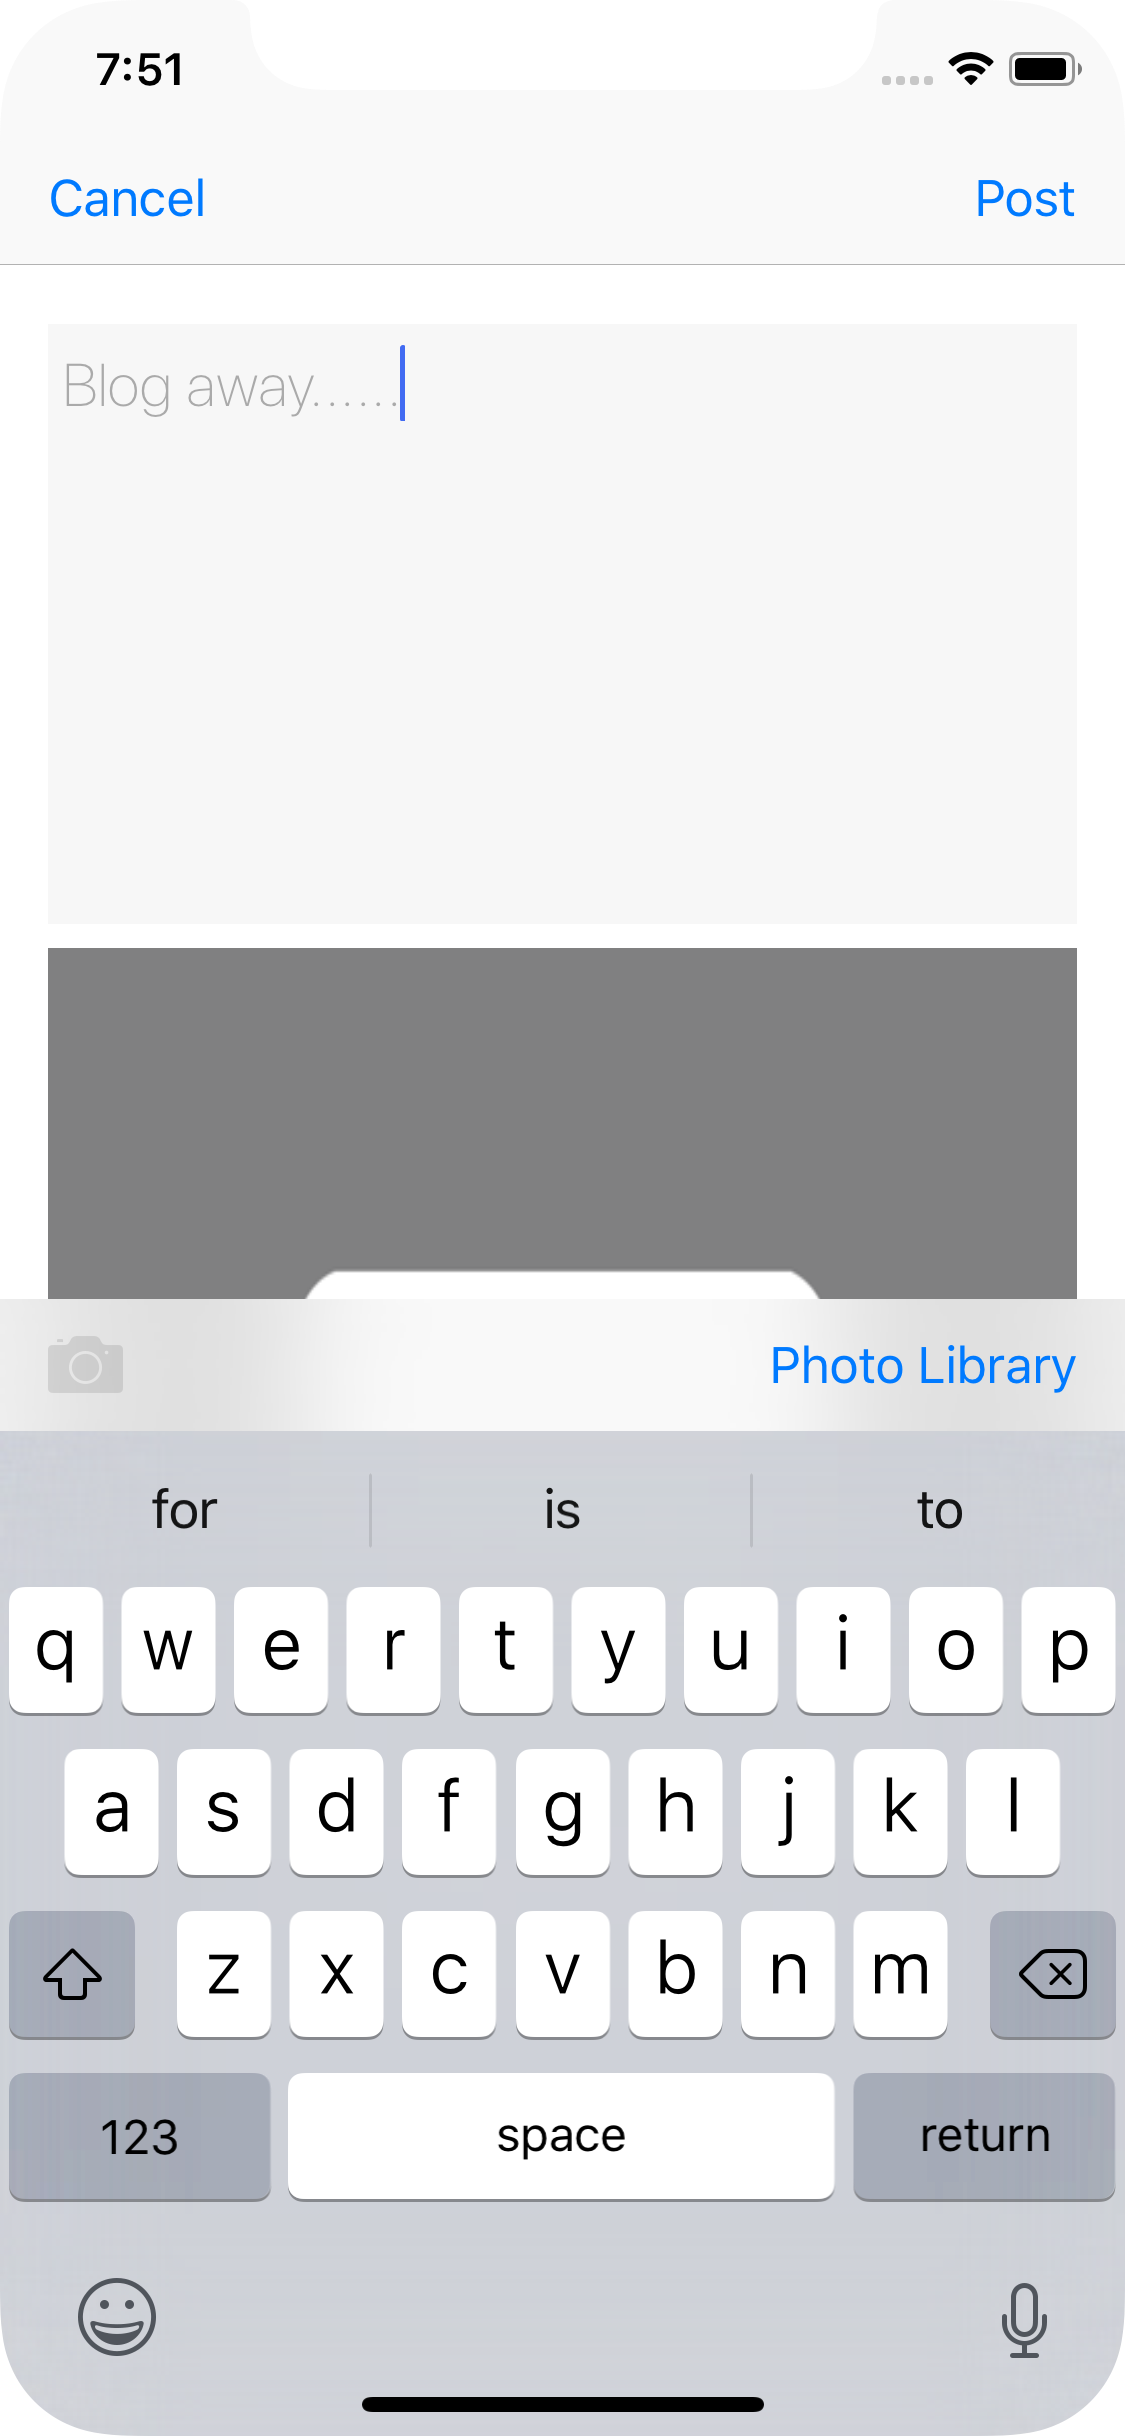 7:51
Cancel Post
Blog away......
Photo Library
for is to
q w e r t y u i o p
a s d f g h j k l
z x c v b n m
123 space return